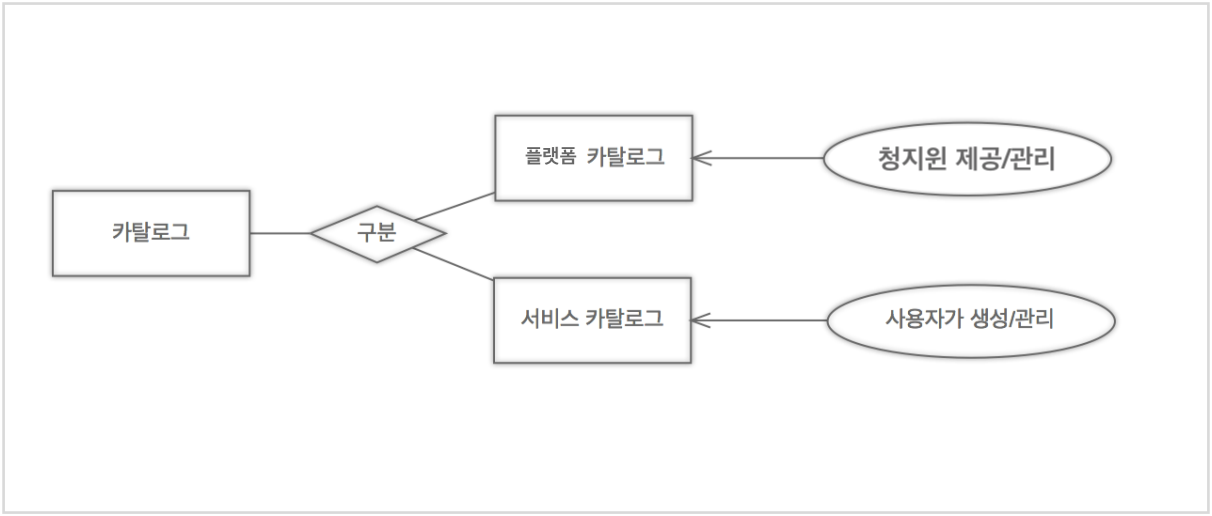 플랫폼 카탈로그
청지윈 제공/관리
카탈로그
구분
서비스 카탈로그
사용자가 생성/관리